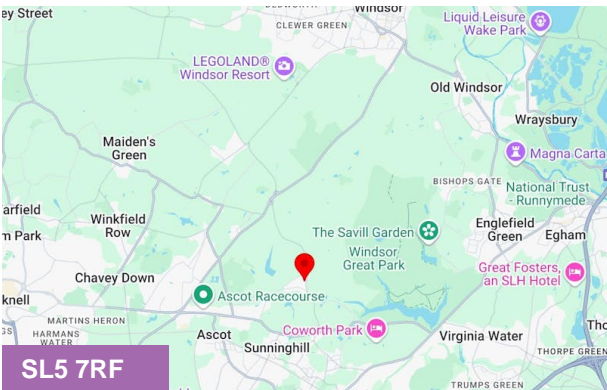 ey Street
Windsor
CLEWER GREEN
Liquid Leisure
Wake Park
LEGOLAND®
Windsor Resort
Old Windsor
Wraysbury
Maiden's
Green
Magna Carta
BISHOPS GATE
National Trust
- Runnymede
arfield
Winkfield
Row
m Park
The Savill Garden
Englefield
Green
Egham
Windsor
Great Park
Great Fosters,
an SLH Hotel
Chavey Down
knell
Ascot Racecourse
MARTINS HERON
GS
HARMANS
WATER
Ascot
Coworth Park
Sunninghill
Virginia Water
Tho
THORPE GREEN
SL5 7RF
TRUMPS GREEN